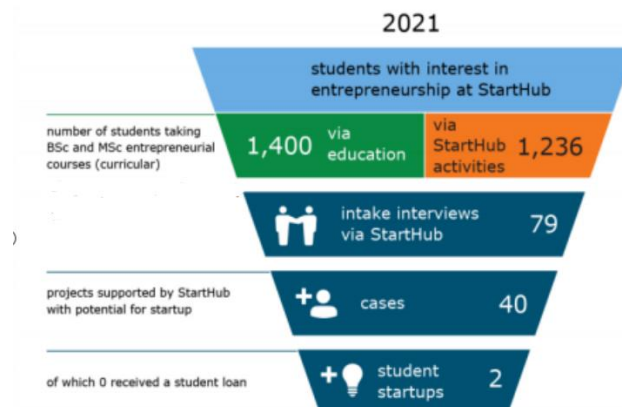 2021
students with interest in
entrepreneurship at StartHub
number of students taking
BSc and MSc entrepreneurial
courses (curricular)
1,400
via
education
via
StartHub
activities
1,236
intake interviews
via StartHub
79
)
projects supported by StartHub
with potential for startup
cases
40
of which 0 received a student loan
student
startups
2